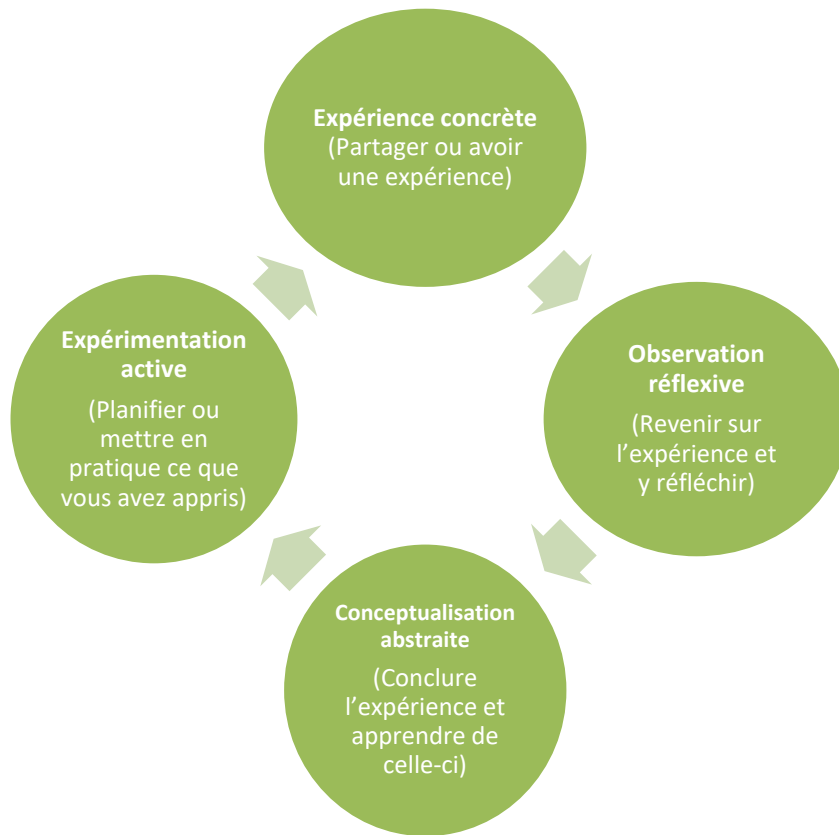 Expérience concrète
(Partager ou avoir
une expérience)
Observation
réflexive
(Revenir sur
l’expérience et
y réfléchir)
Conceptualisation
abstraite
(Conclure
l’expérience et
apprendre de
celle-ci)
Expérimentation
active
(Planifier ou
mettre en
pratique ce que
vous avez appris)